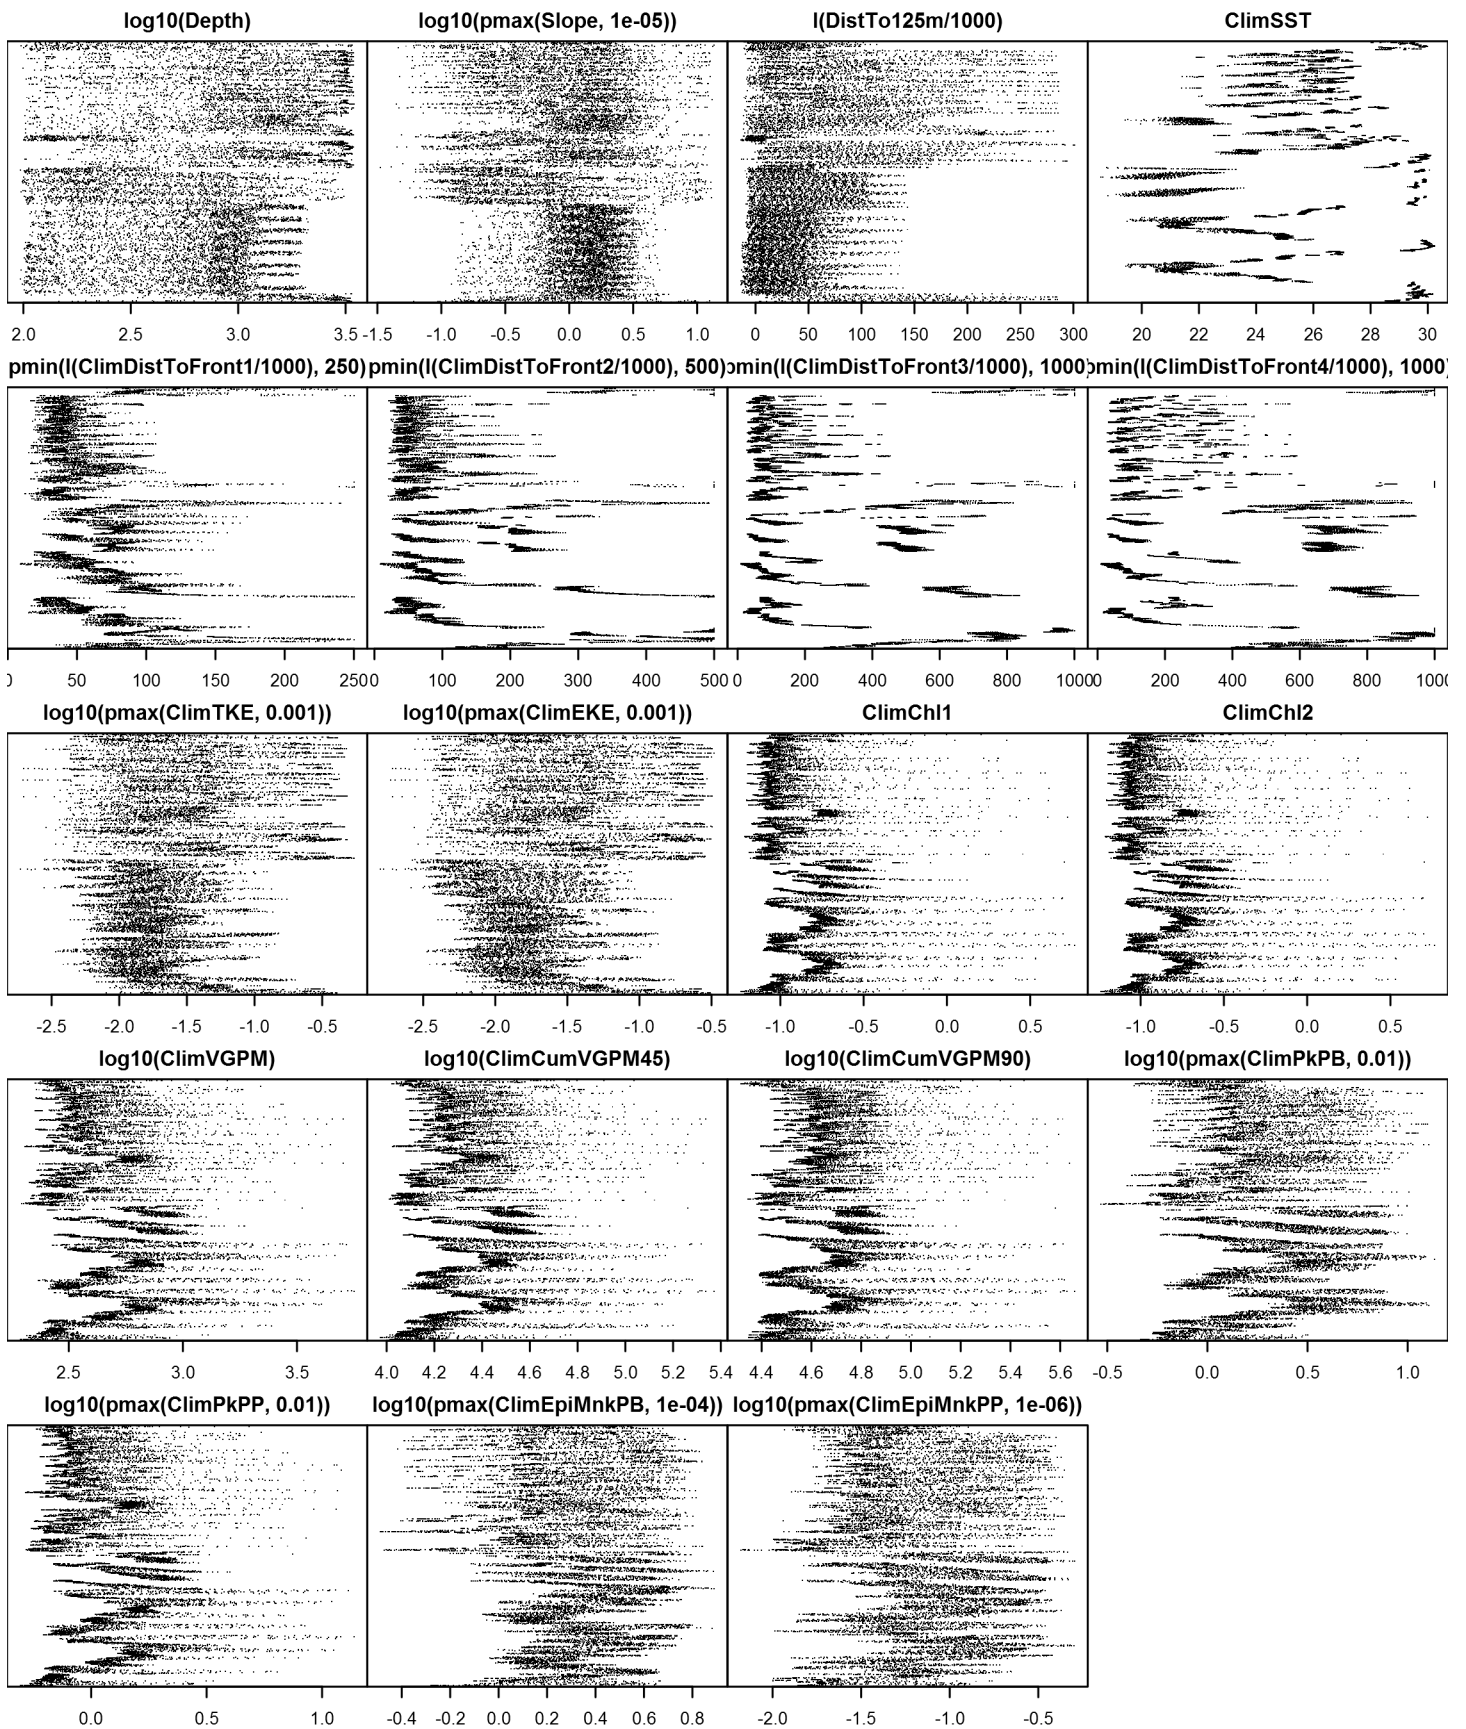 log10(Depth) log10(pmax(Slope, 1e-05)) I(DistTo125m/1000) ClimSST
2.0 2.5 3.0 3.5 -1.5 -1.0 -0.5 0.0 0.5 1.0 0 50 100 150 200 250 300 20 22 24 26 28 30
pmin(I(ClimDistToFront1/1000), 250) pmin(I(ClimDistToFront2/1000), 500) pmin(I(ClimDistToFront3/1000), 1000) pmin(I(ClimDistToFront4/1000), 1000)
0 50 100 150 200 250 0 100 200 300 400 500 0 200 400 600 800 1000 0 200 400 600 800 1000
log10(pmax(ClimTKE, 0.001)) log10(pmax(ClimEKE, 0.001)) ClimChl1 ClimChl2
-2.5 -2.0 -1.5 -1.0 -0.5 -2.5 -2.0 -1.5 -1.0 -0.5 -1.0 -0.5 0.0 0.5 -1.0 -0.5 0.0 0.5
log10(ClimVGPM) log10(ClimCumVGPM45) log10(ClimCumVGPM90) log10(pmax(ClimPkPB, 0.01))
2.5 3.0 3.5 4.0 4.2 4.4 4.6 4.8 5.0 5.2 5.4 4.4 4.6 4.8 5.0 5.2 5.4 5.6 -0.5 0.0 0.5 1.0
log10(pmax(ClimPkPP, 0.01)) log10(pmax(ClimEpiMnkPB, 1e-04)) log10(pmax(ClimEpiMnkPP, 1e-06))
0.0 0.5 1.0 -0.4 -0.2 0.0 0.2 0.4 0.6 0.8 -2.0 -1.5 -1.0 -0.5